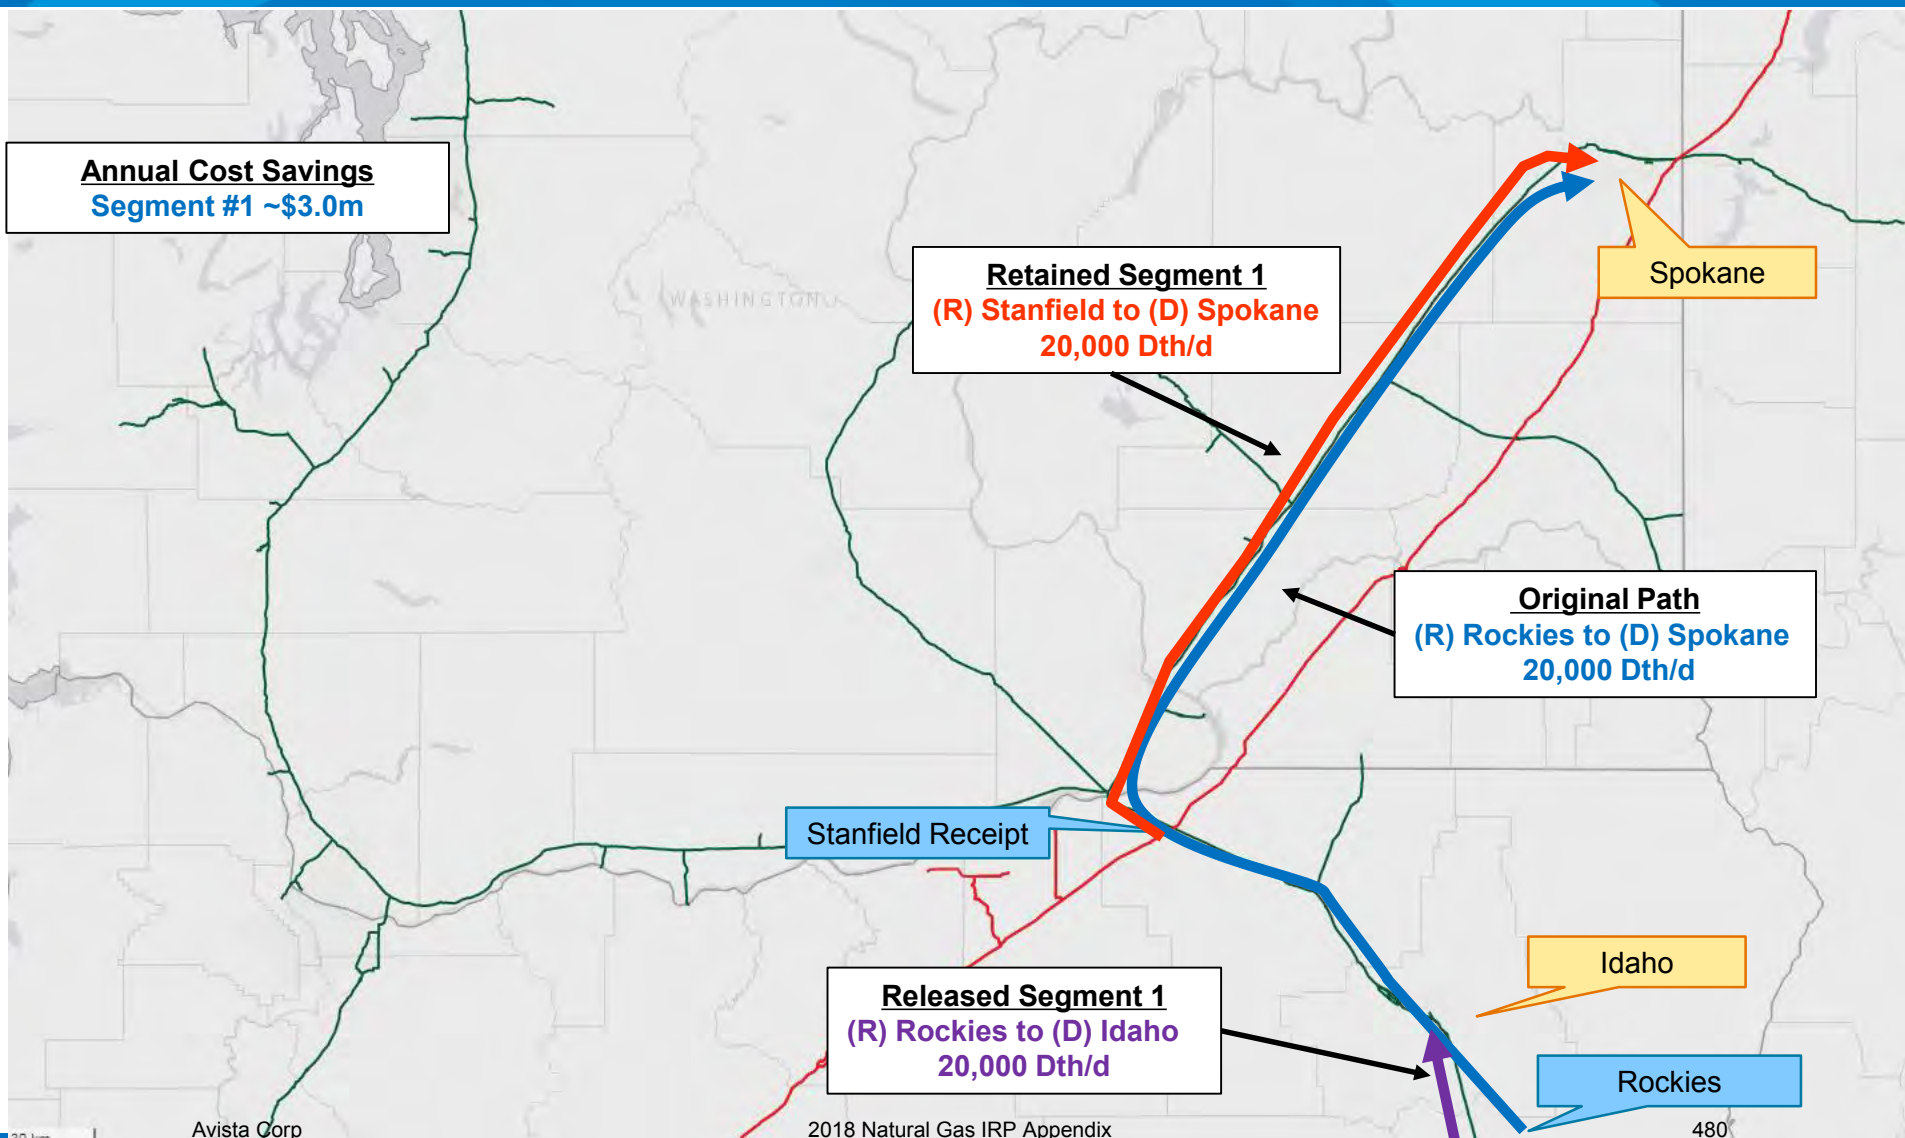 Annual Cost Savings
Segment #1 ~$3.0m
WASHINGTON
Retained Segment 1
(R) Stanfield to (D) Spokane
20,000 Dth/d
Spokane
Original Path
(R) Rockies to (D) Spokane
20,000 Dth/d
Stanfield Receipt
Idaho
Released Segment 1
(R) Rockies to (D) Idaho
20,000 Dth/d
Rockies
Avista Corp
2018 Natural Gas IRP Appendix
480